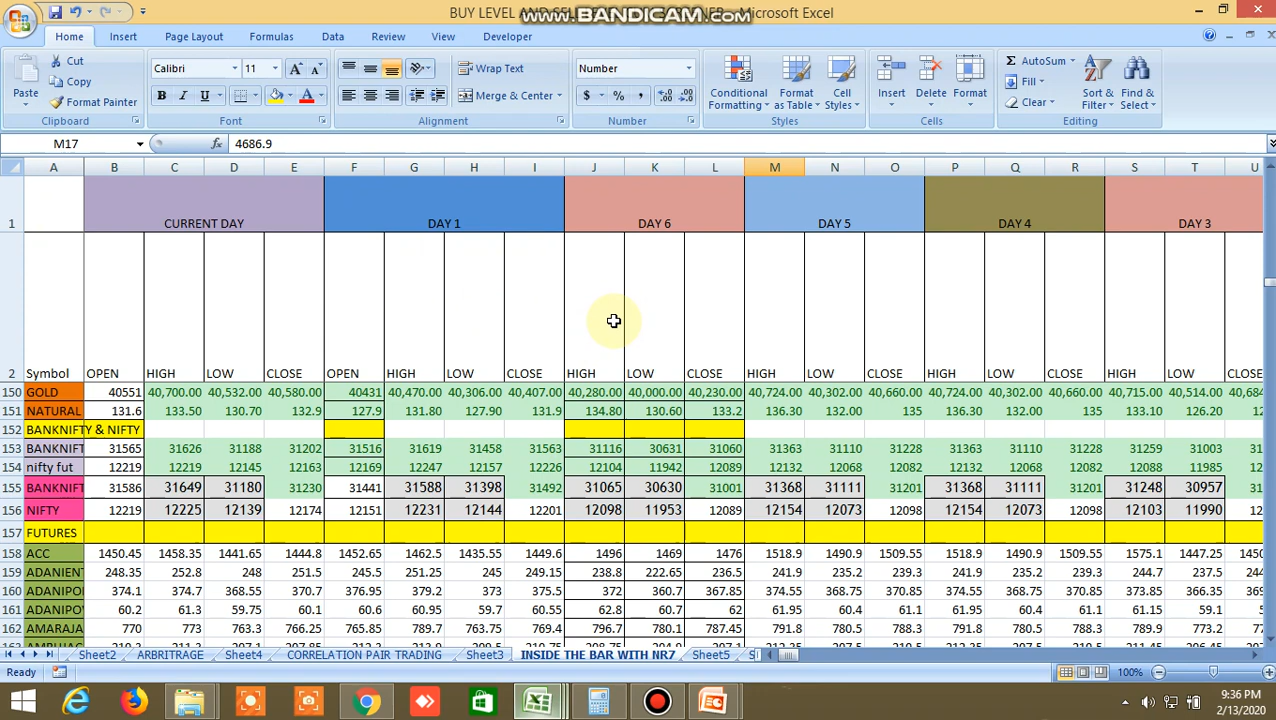 BUY LEVEL AND SEL
www.BANDICAM.com
NER - Microsoft Excel
Home Insert Page Layout Formulas Data Review View Developer
Paste Cut Copy Format Painter Clipboard
Calibri 11 B I U Font
Wrap Text Merge & Center Alignment
Number $ % , Number
Conditional Formatting Format as Table Cell Styles Styles
Insert Delete Format Cells
AutoSum Fill Clear Sort & Filter Find & Select Editing
M17 fx 4686.9
A B C D E F G H I J K L M N O P Q R S T U
1 CURRENT DAY DAY 1 DAY 6 DAY 5 DAY 4 DAY 3
2 Symbol OPEN HIGH LOW CLOSE OPEN HIGH LOW CLOSE HIGH LOW CLOSE HIGH LOW CLOSE HIGH LOW CLOSE HIGH LOW CLOSE
150 GOLD 40551 40,700.00 40,532.00 40,580.00 40431 40,470.00 40,306.00 40,407.00 40,280.00 40,000.00 40,230.00 40,724.00 40,302.00 40,660.00 40,724.00 40,302.00 40,660.00 40,715.00 40,514.00 40,684
151 NATURAL 131.6 133.50 130.70 132.9 127.9 131.80 127.90 131.9 134.80 130.60 133.2 136.30 132.00 135 136.30 132.00 135 133.10 126.20 132
152 BANKNIFTY & NIFTY
153 BANKNIFT 31565 31626 31188 31202 31516 31619 31458 31563 31116 30631 31060 31363 31110 31228 31363 31110 31228 31259 31003 311
154 nifty fut 12219 12219 12145 12163 12169 12247 12157 12226 12104 11942 12089 12132 12068 12082 12132 12068 12082 12088 11985 120
155 BANKNIFT 31586 31649 31180 31230 31441 31588 31398 31492 31065 30630 31001 31368 31111 31201 31368 31111 31201 31248 30957 311
156 NIFTY 12219 12225 12139 12174 12151 12231 12144 12201 12098 11953 12089 12154 12073 12098 12154 12073 12098 12103 11990 120
157 FUTURES
158 ACC 1450.45 1458.35 1441.65 1444.8 1452.65 1462.5 1435.55 1449.6 1496 1469 1476 1518.9 1490.9 1509.55 1518.9 1490.9 1509.55 1575.1 1447.25 1450
159 ADANIENT 248.35 252.8 248 251.5 245.5 251.25 245 249.15 238.8 222.65 236.5 241.9 235.2 239.3 241.9 235.2 239.3 244.7 237.5 244
160 ADANIPO 374.1 374.7 368.55 370.7 376.95 379.2 373 375.5 372 360.7 367.85 374.55 368.75 370.35 374.55 368.75 370.35 373.85 366.35 367
161 ADANIPOV 60.2 61.3 59.75 60.1 60.6 60.95 59.7 60.55 62.8 60.7 62 61.95 60.4 61.1 61.95 60.4 61.15 61.15 59.1 5
162 AMARAJA 770 773 763.3 766.25 765.85 789.7 763.75 769.4 796.7 780.1 787.45 791.8 780.5 788.3 791.8 780.5 788.3 789.9 773.2 77
Sheet2 ARBRITRAGE Sheet4 CORRELATION PAIR TRADING Sheet3 INSIDE THE BAR WITH NR7 Sheet5 S
Ready 100%
9:36 PM
2/13/2020